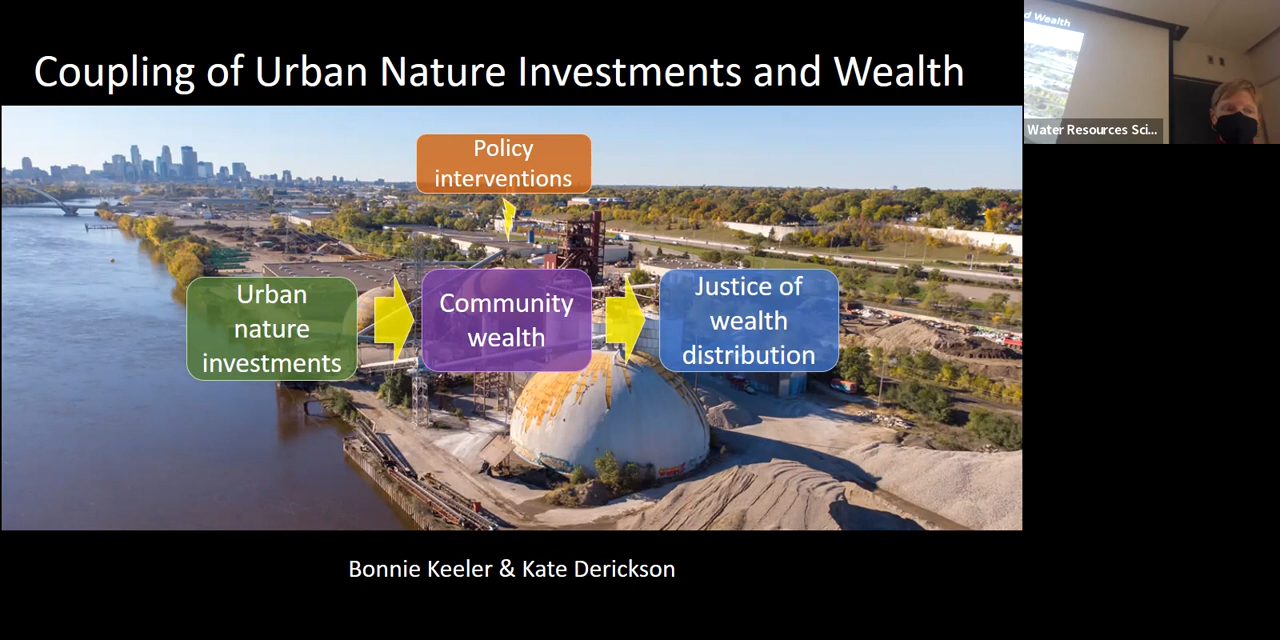 Coupling of Urban Nature Investments and Wealth
Policy
interventions
Urban
nature
investments
Community
wealth
Justice of
wealth
distribution
Bonnie Keeler & Kate Derickson
d Wealth
Water Resources Sci...